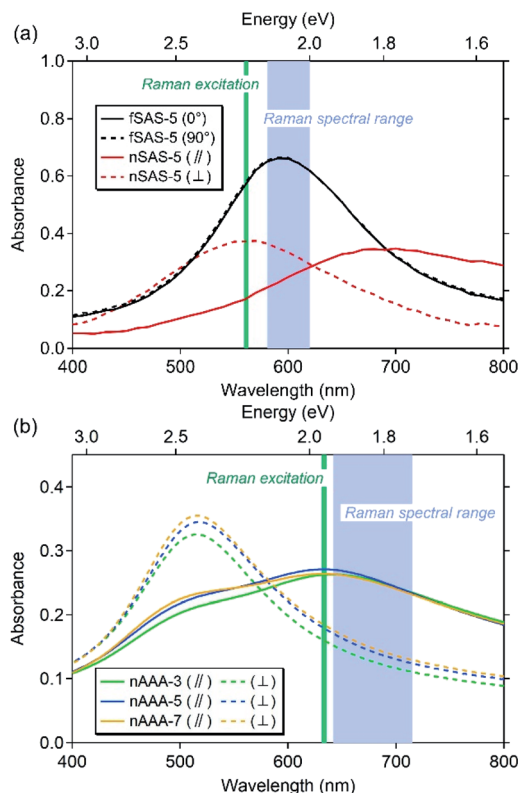 Energy (eV)
(a)
3.0 2.5 2.0 1.8 1.6
Raman excitation
Raman spectral range
fSAS-5 (0°)
fSAS-5 (90°)
nSAS-5 (//)
nSAS-5 (⊥)
Absorbance
1.0
0.8
0.6
0.4
0.2
0.0
400 500 600 700 800
Wavelength (nm)
Energy (eV)
(b)
3.0 2.5 2.0 1.8 1.6
Raman excitation
Raman spectral range
Absorbance
0.4
0.3
0.2
0.1
0.0
nAAA-3 (//) (⊥)
nAAA-5 (//) (⊥)
nAAA-7 (//) (⊥)
400 500 600 700 800
Wavelength (nm)